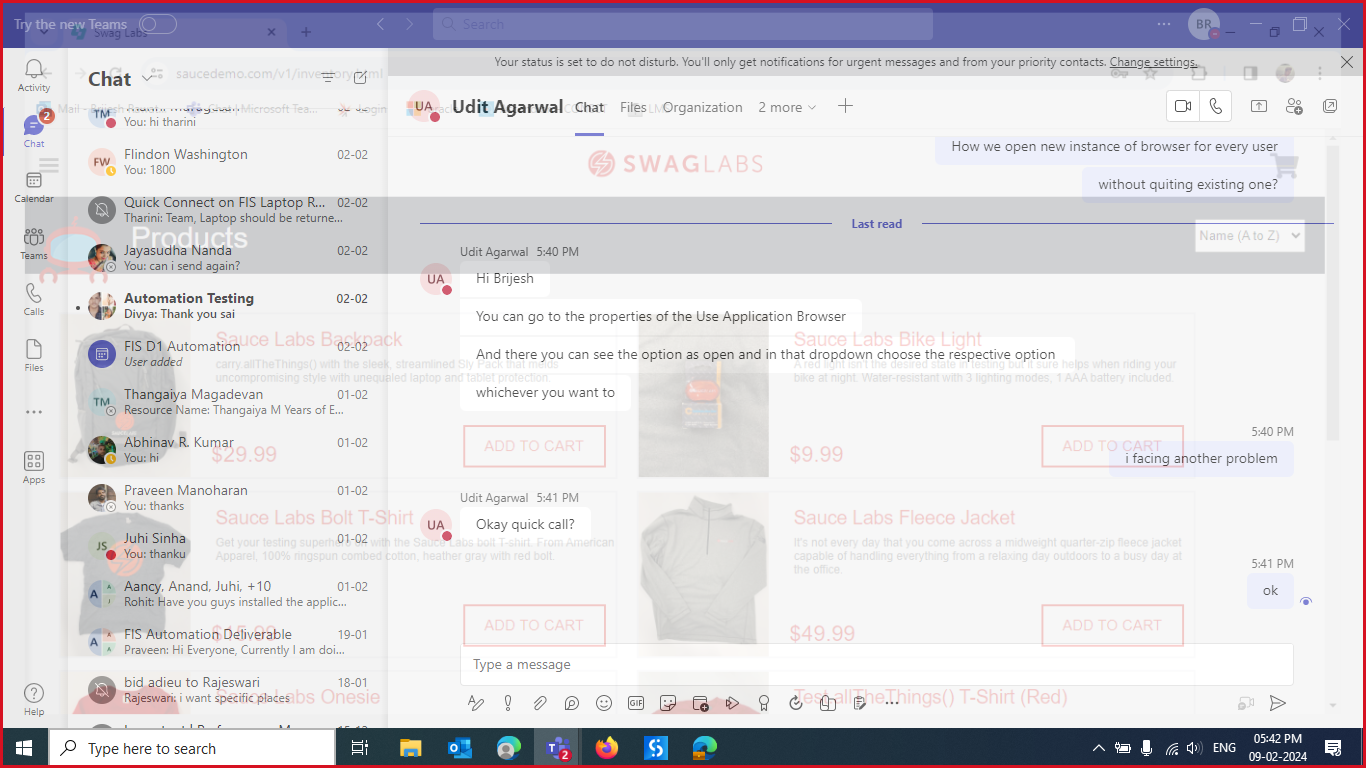 Try the new Teams
Swag Labs
Search
BR
saucedemo.com/v1/inventory.html
Your status is set to do not disturb. You'll only get notifications for urgent messages and from your priority contacts. Change settings.
Activity
Chat
2
Chat
Calendar
Teams
Calls
Files
Apps
Help
TM
You: hi tharini
FW
Flindon Washington
02-02
You: 1800
Quick Connect on FIS Laptop R...
02-02
Tharini: Team, Laptop should be returne...
Jayasudha Nanda
02-02
You: can i send again?
Automation Testing
02-02
Divya: Thank you sai
FIS D1 Automation
02-02
User added
TM
Thangaiya Magadevan
01-02
Resource Name: Thangaiya M Years of E...
Abhinav R. Kumar
01-02
You: hi
Praveen Manoharan
01-02
You: thanks
JS
Juhi Sinha
01-02
You: thanku
A
Aancy, Anand, Juhi, +10
01-02
Rohit: Have you guys installed the applic...
A
FIS Automation Deliverable
19-01
Praveen: Hi Everyone, Currently I am doi...
bid adieu to Rajeswari
18-01
Rajeswari: i want specific places
UA
Udit Agarwal
Chat
Files
Organization
2 more
How we open new instance of browser for every user
without quiting existing one?
Last read
Udit Agarwal 5:40 PM
UA
Hi Brijesh
You can go to the properties of the Use Application Browser
And there you can see the option as open and in that dropdown choose the respective option
whichever you want to
5:40 PM
i facing another problem
Udit Agarwal 5:41 PM
UA
Okay quick call?
5:41 PM
ok
Type a message
GIF
SWAGLABS
Products
Name (A to Z)
Sauce Labs Backpack
carry.allTheThings() with the sleek, streamlined Sly Pack that melds
uncompromising style with unequaled laptop and tablet protection.
$29.99
ADD TO CART
Sauce Labs Bike Light
A red light isn't the desired state in testing but it sure helps when riding your
bike at night. Water-resistant with 3 lighting modes, 1 AAA battery included.
$9.99
ADD TO CART
Sauce Labs Bolt T-Shirt
Get your testing superhero on with the Sauce Labs bolt T-shirt. From American
Apparel, 100% ringspun combed cotton, heather gray with red bolt.
$15.99
ADD TO CART
Sauce Labs Fleece Jacket
It's not every day that you come across a midweight quarter-zip fleece jacket
capable of handling everything from a relaxing day outdoors to a busy day at
the office.
$49.99
ADD TO CART
Sauce Labs Onesie
Test.allTheThings() T-Shirt (Red)
Type here to search
2
ENG
05:42 PM
09-02-2024